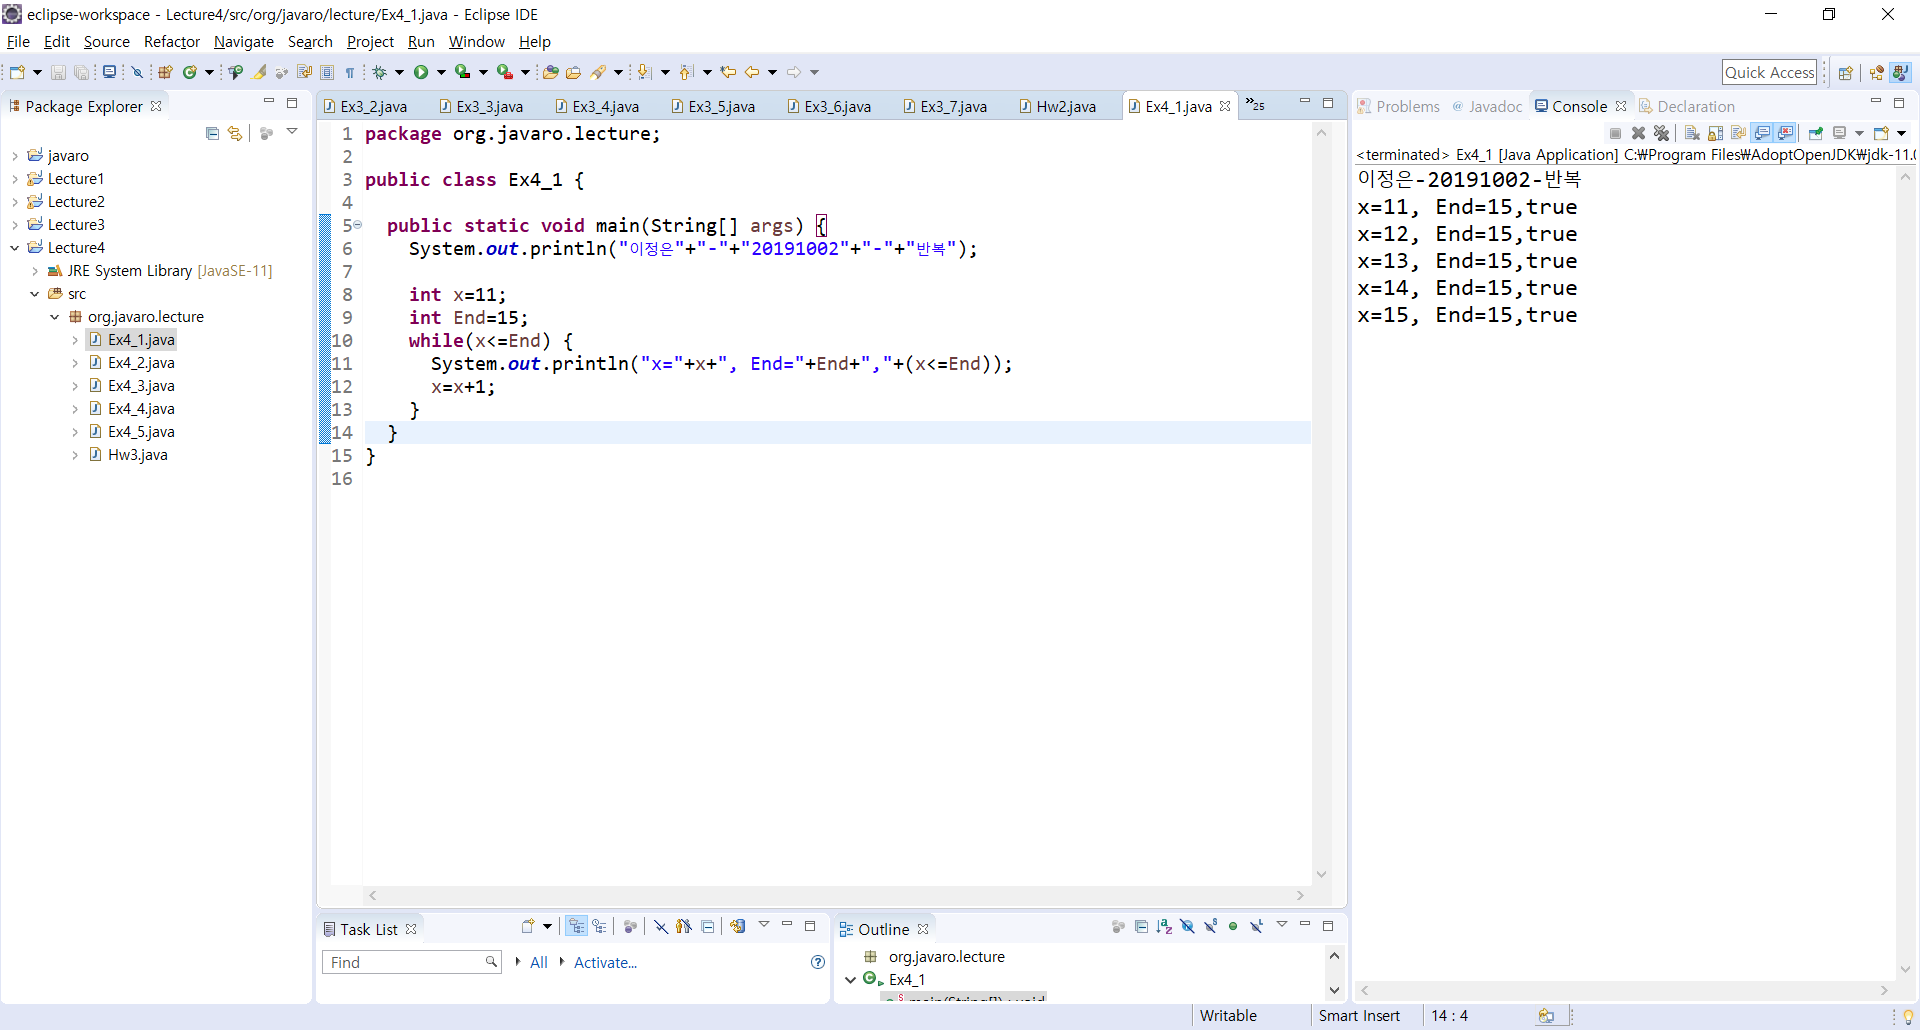 eclipse-workspace - Lecture4/src/org/javaro/lecture/Ex4_1.java - Eclipse IDE
File Edit Source Refactor Navigate Search Project Run Window Help
Quick Access
Package Explorer
javaro
Lecture1
Lecture2
Lecture3
Lecture4
JRE System Library [JavaSE-11]
src
org.javaro.lecture
Ex4_1.java
Ex4_2.java
Ex4_3.java
Ex4_4.java
Ex4_5.java
Hw3.java
Ex3_2.java Ex3_3.java Ex3_4.java Ex3_5.java Ex3_6.java Ex3_7.java Hw2.java Ex4_1.java »25
1 package org.javaro.lecture;
2
3 public class Ex4_1 {
4
5 public static void main(String[] args) {
6 System.out.println("이정은"+"-"+"20191002"+"-"+"반복");
7
8 int x=11;
9 int End=15;
10 while(x<=End) {
11 System.out.println("x="+x+", End="+End+","+(x<=End));
12 x=x+1;
13 }
14 }
15 }
16
Problems @ Javadoc Console Declaration
<terminated> Ex4_1 [Java Application] C:₩Program Files₩AdoptOpenJDK₩jdk-11.0
이정은-20191002-반복
x=11, End=15,true
x=12, End=15,true
x=13, End=15,true
x=14, End=15,true
x=15, End=15,true
Task List
Find All Activate...
Outline
org.javaro.lecture
Ex4_1
main(String[]) : void
Writable Smart Insert 14 : 4